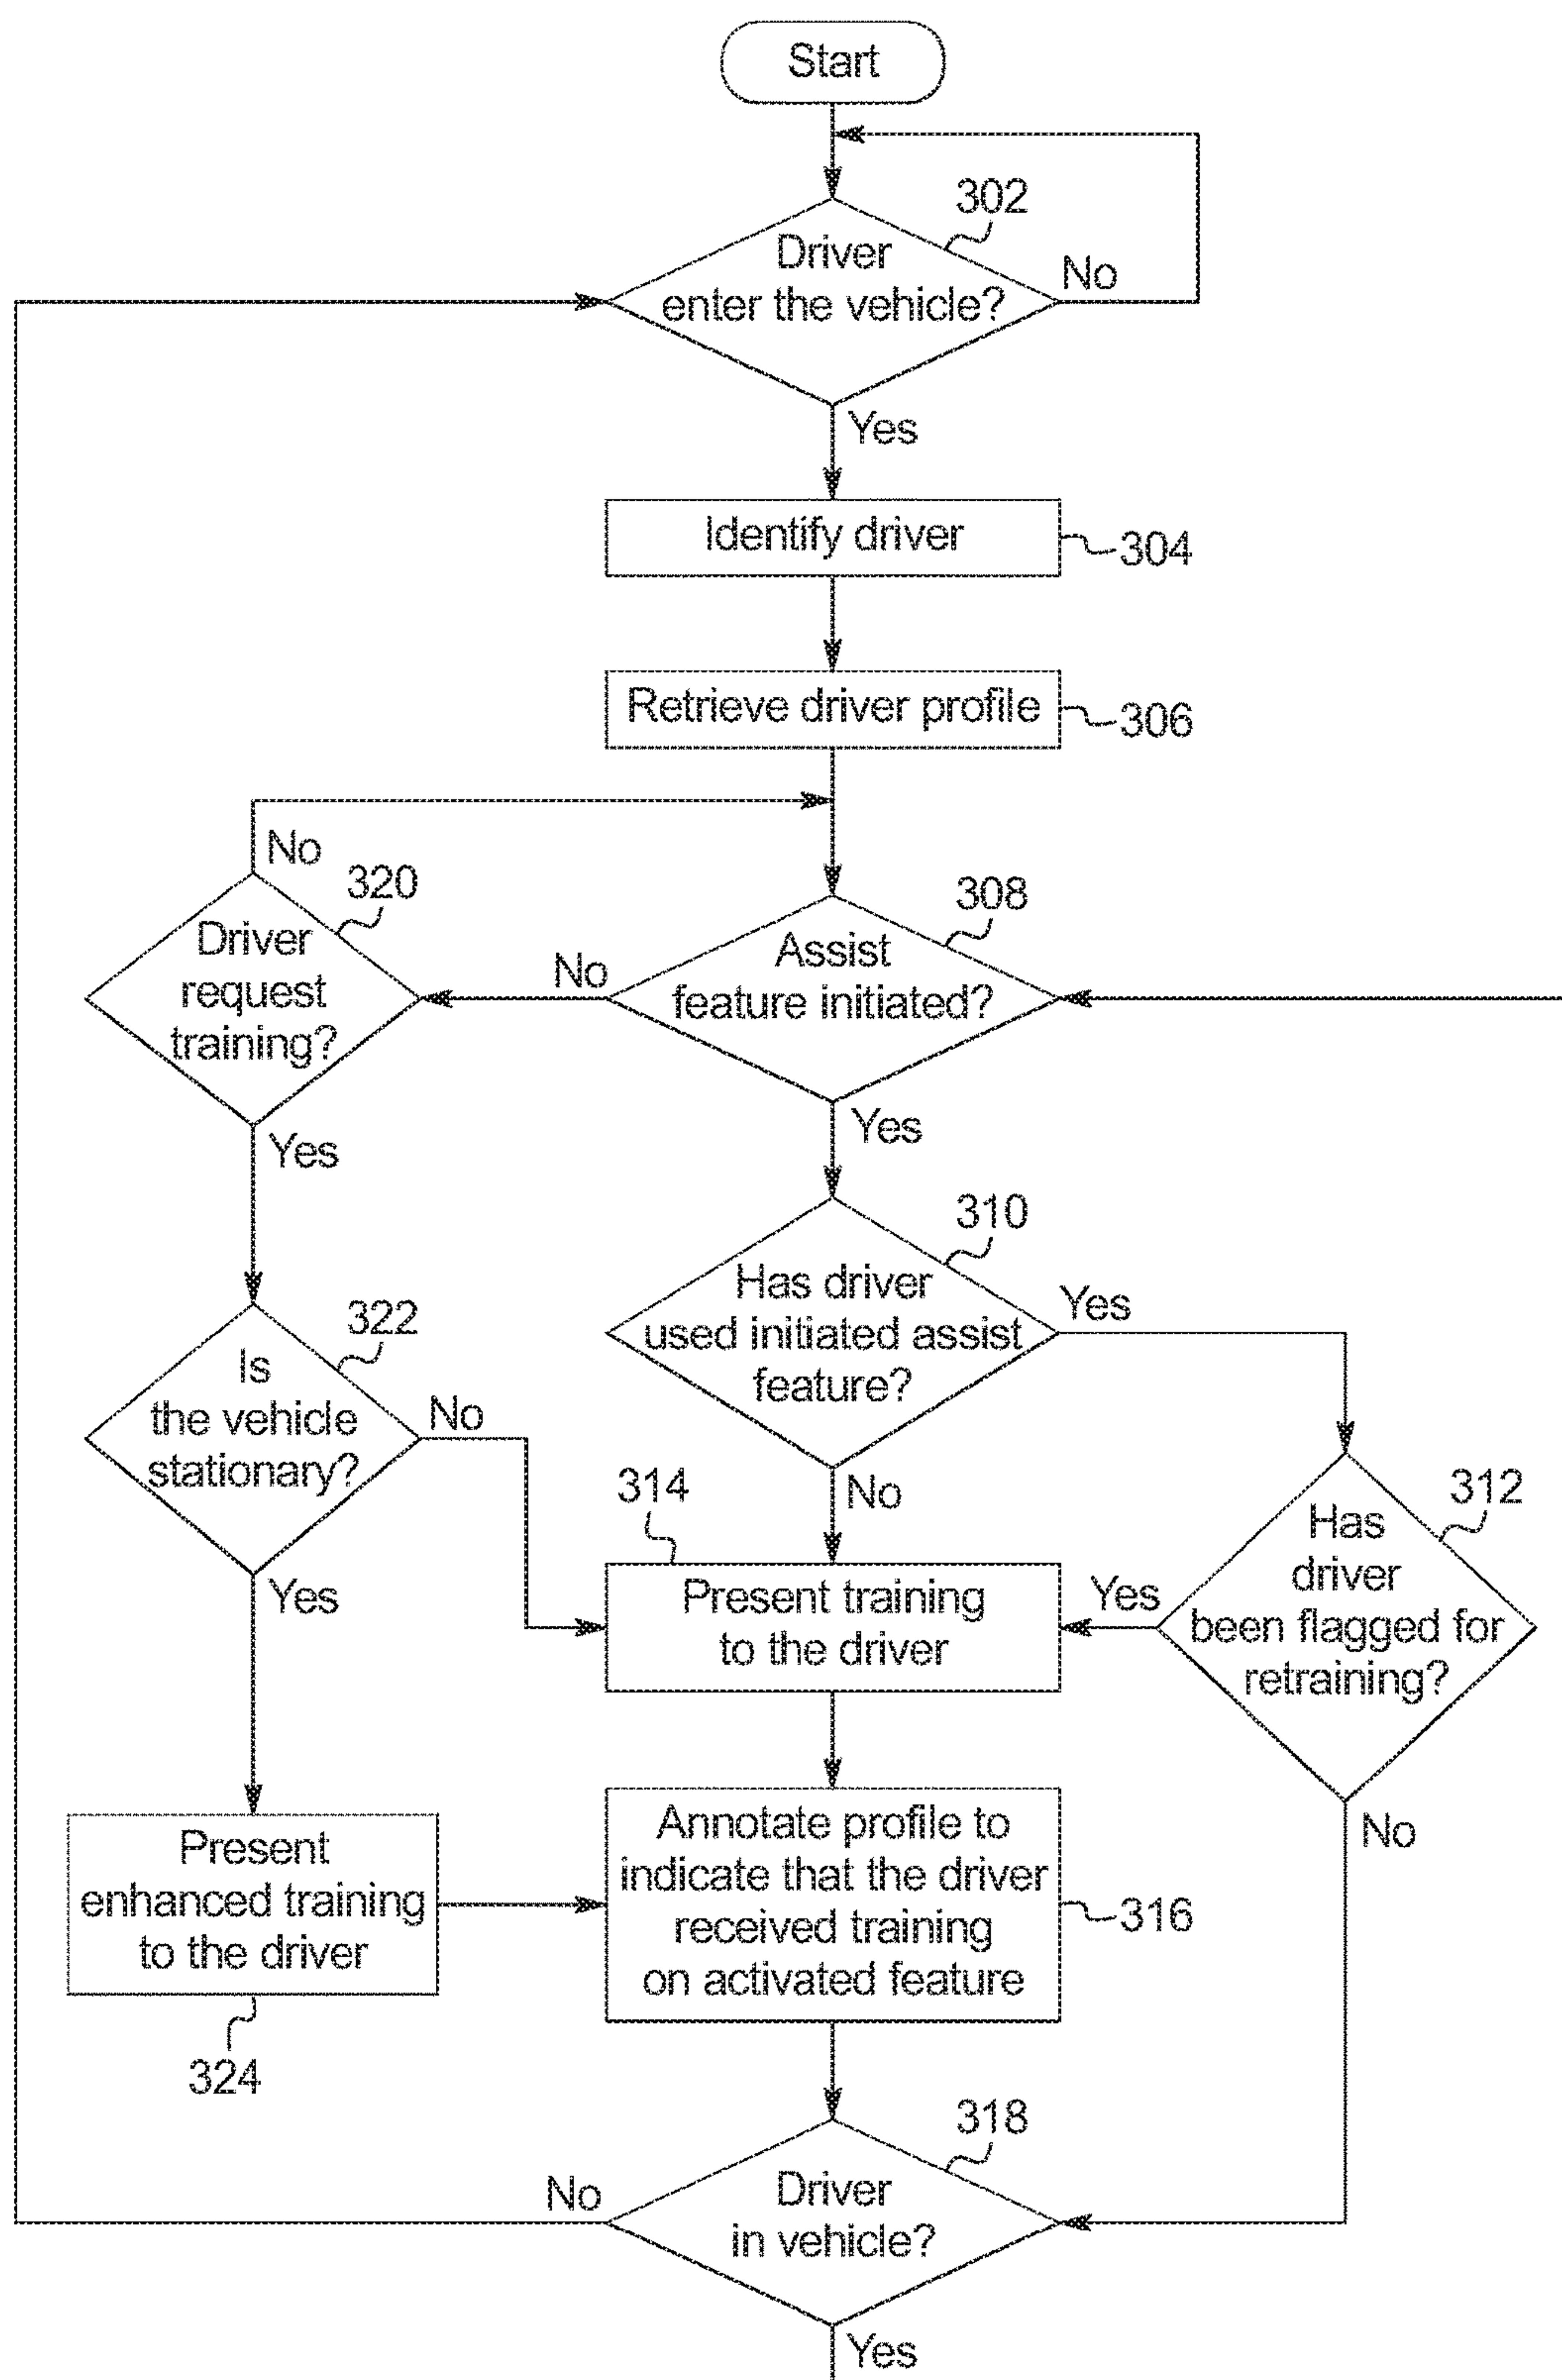 Start
302
Driver
enter the vehicle?
No
Yes
Identify driver
304
Retrieve driver profile
306
No
320
Driver
request
training?
No
308
Assist
feature initiated?
Yes
Yes
310
Has driver
used initiated assist
feature?
Yes
322
Is
the vehicle
stationary?
No
Yes
No
314
Present training
to the driver
Yes
312
Has
driver
been flagged for
retraining?
No
Present
enhanced training
to the driver
324
Annotate profile to
indicate that the driver
received training
on activated feature
316
318
No
Driver
in vehicle?
Yes